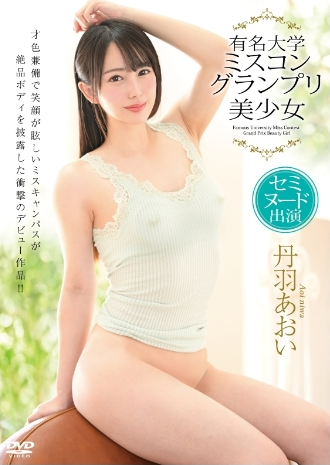 有名大学
ミスコン
グランプリ
美少女
Famous University Miss Contest
Grand Prix Beauty Girl
才色兼備で笑顔が眩しいミスキャンパスが
絶品ボディを披露した衝撃のデビュー作品!!
セミ
ヌード
出演
丹羽あおい
Aoi niwa
DVD
VIDEO